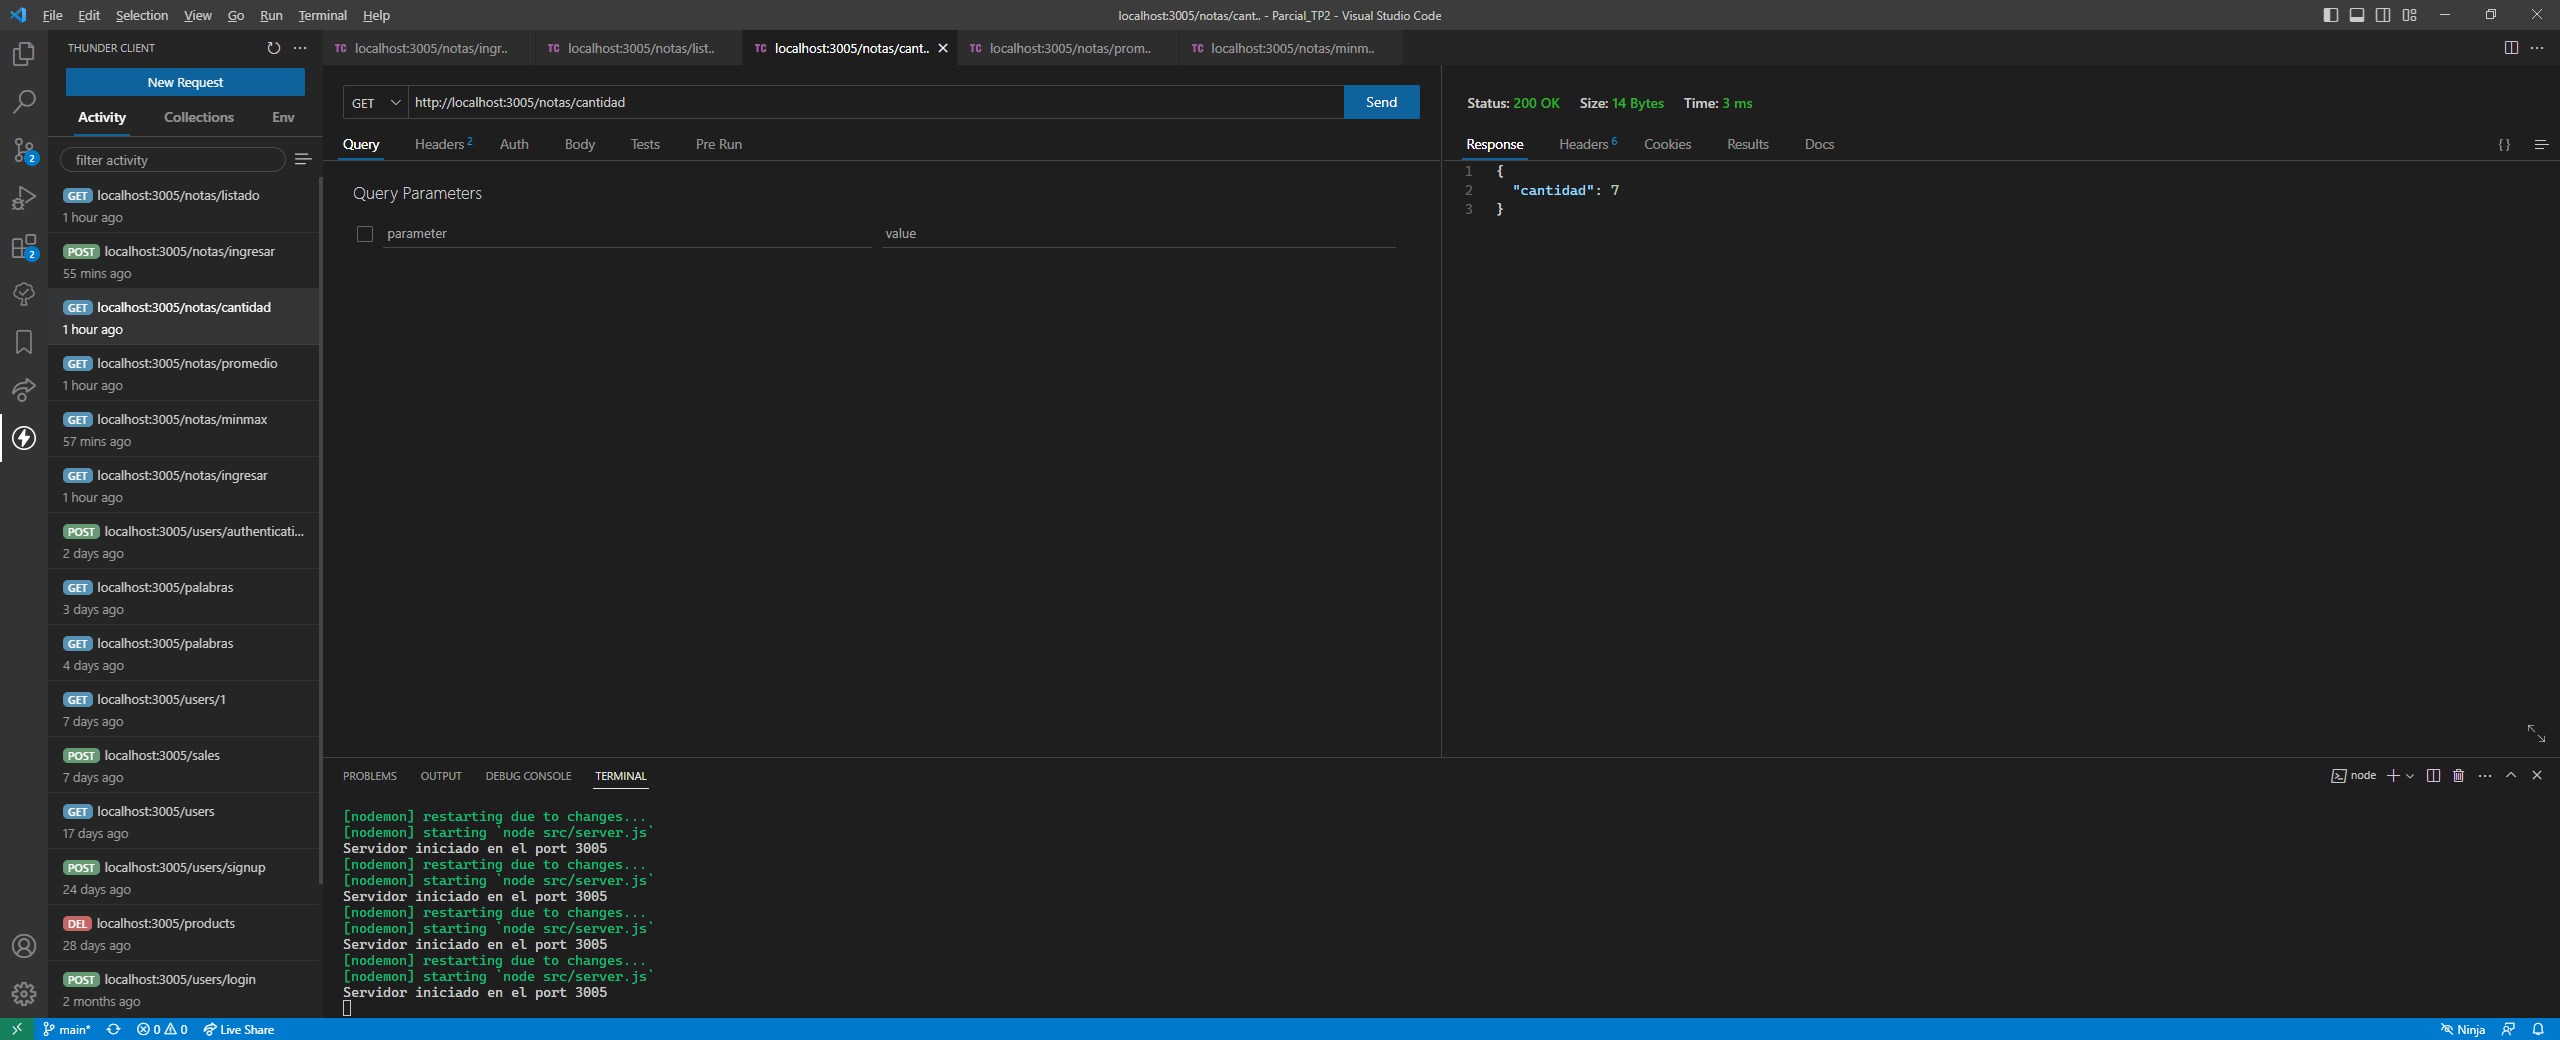 File Edit Selection View Go Run Terminal Help
localhost:3005/notas/cant.. - Parcial_TP2 - Visual Studio Code
THUNDER CLIENT
New Request
Activity Collections Env
filter activity
GET localhost:3005/notas/listado
1 hour ago
POST localhost:3005/notas/ingresar
55 mins ago
GET localhost:3005/notas/cantidad
1 hour ago
GET localhost:3005/notas/promedio
1 hour ago
GET localhost:3005/notas/minmax
57 mins ago
GET localhost:3005/notas/ingresar
1 hour ago
POST localhost:3005/users/authenticati...
2 days ago
GET localhost:3005/palabras
3 days ago
GET localhost:3005/palabras
4 days ago
GET localhost:3005/users/1
7 days ago
POST localhost:3005/sales
7 days ago
GET localhost:3005/users
17 days ago
POST localhost:3005/users/signup
24 days ago
DEL localhost:3005/products
28 days ago
POST localhost:3005/users/login
2 months ago
2
2
TC localhost:3005/notas/ingr.. TC localhost:3005/notas/list.. TC localhost:3005/notas/cant.. TC localhost:3005/notas/prom.. TC localhost:3005/notas/minm..
GET http://localhost:3005/notas/cantidad Send
Query Headers 2 Auth Body Tests Pre Run
Query Parameters
parameter value
Status: 200 OK Size: 14 Bytes Time: 3 ms
Response Headers 6 Cookies Results Docs {}
1 {
2 "cantidad": 7
3 }
PROBLEMS OUTPUT DEBUG CONSOLE TERMINAL
node
[nodemon] restarting due to changes...
[nodemon] starting `node src/server.js`
Servidor iniciado en el port 3005
[nodemon] restarting due to changes...
[nodemon] starting `node src/server.js`
Servidor iniciado en el port 3005
[nodemon] restarting due to changes...
[nodemon] starting `node src/server.js`
Servidor iniciado en el port 3005
[nodemon] restarting due to changes...
[nodemon] starting `node src/server.js`
Servidor iniciado en el port 3005
main* 0 0 Live Share
Ninja